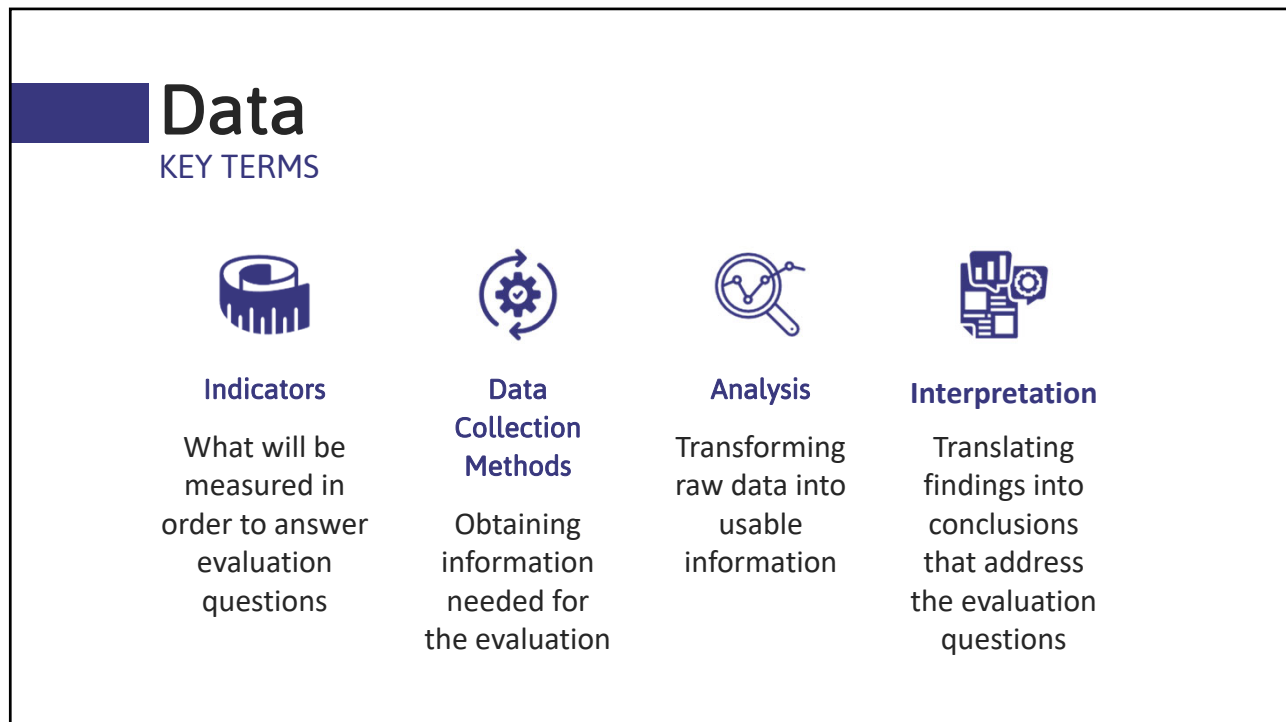 Data
KEY TERMS
Indicators
What will be
measured in
order to answer
evaluation
questions
Data
Collection
Methods
Obtaining
information
needed for
the evaluation
Analysis
Transforming
raw data into
usable
information
Interpretation
Translating
findings into
conclusions
that address
the evaluation
questions